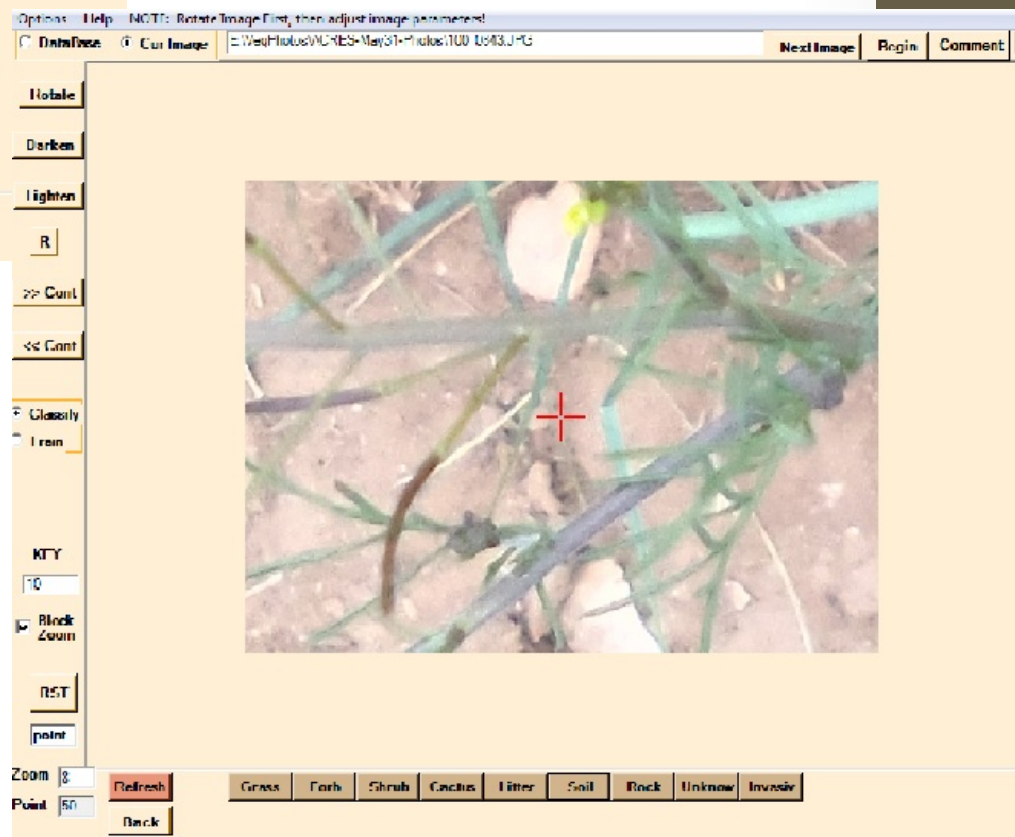 Options Help NOTE: Rotate Image First, then adjust image parameters!
DataBase Cur Image Next Image Begin Comment
Rotate
Darken
Lighten
R
>> Cont
<< Cont
Classify
Train
KEY
10
Block
Zoom
RST
point
Zoom 8
Refresh Grass Forb Shrub Cactus Litter Soil Rock Unknow Invasiv
Point 50
Back